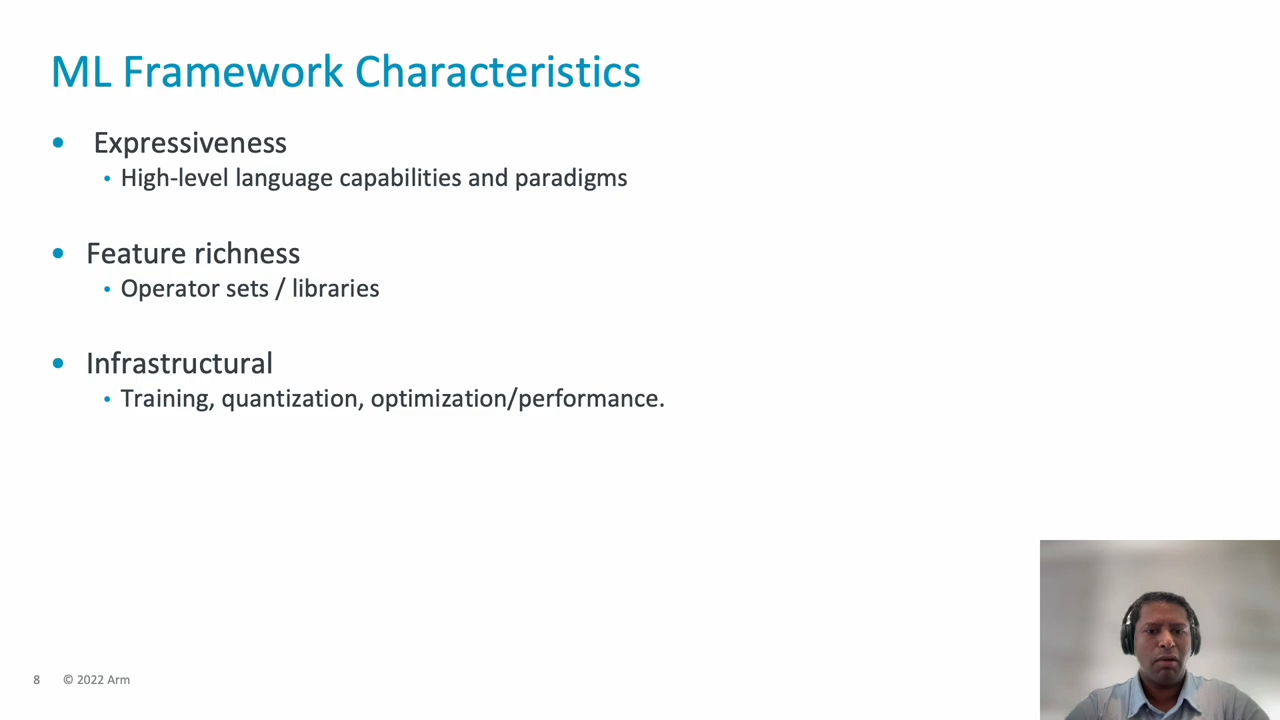 ML Framework Characteristics
• Expressiveness
• High-level language capabilities and paradigms
• Feature richness
• Operator sets / libraries
• Infrastructural
• Training, quantization, optimization/performance.
8 © 2022 Arm